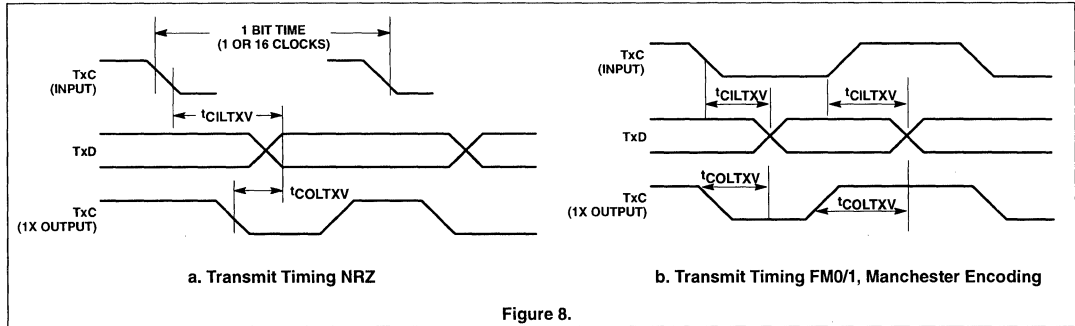 1 BIT TIME
(1 OR 16 CLOCKS)
TxC
(INPUT)
tCILTXV
TxD
tCOLTXV
TxC
(1X OUTPUT)
a. Transmit Timing NRZ
TxC
(INPUT)
tCILTXV
tCILTXV
TxD
tCOLTXV
TxC
(1X OUTPUT)
tCOLTXV
b. Transmit Timing FM0/1, Manchester Encoding
Figure 8.